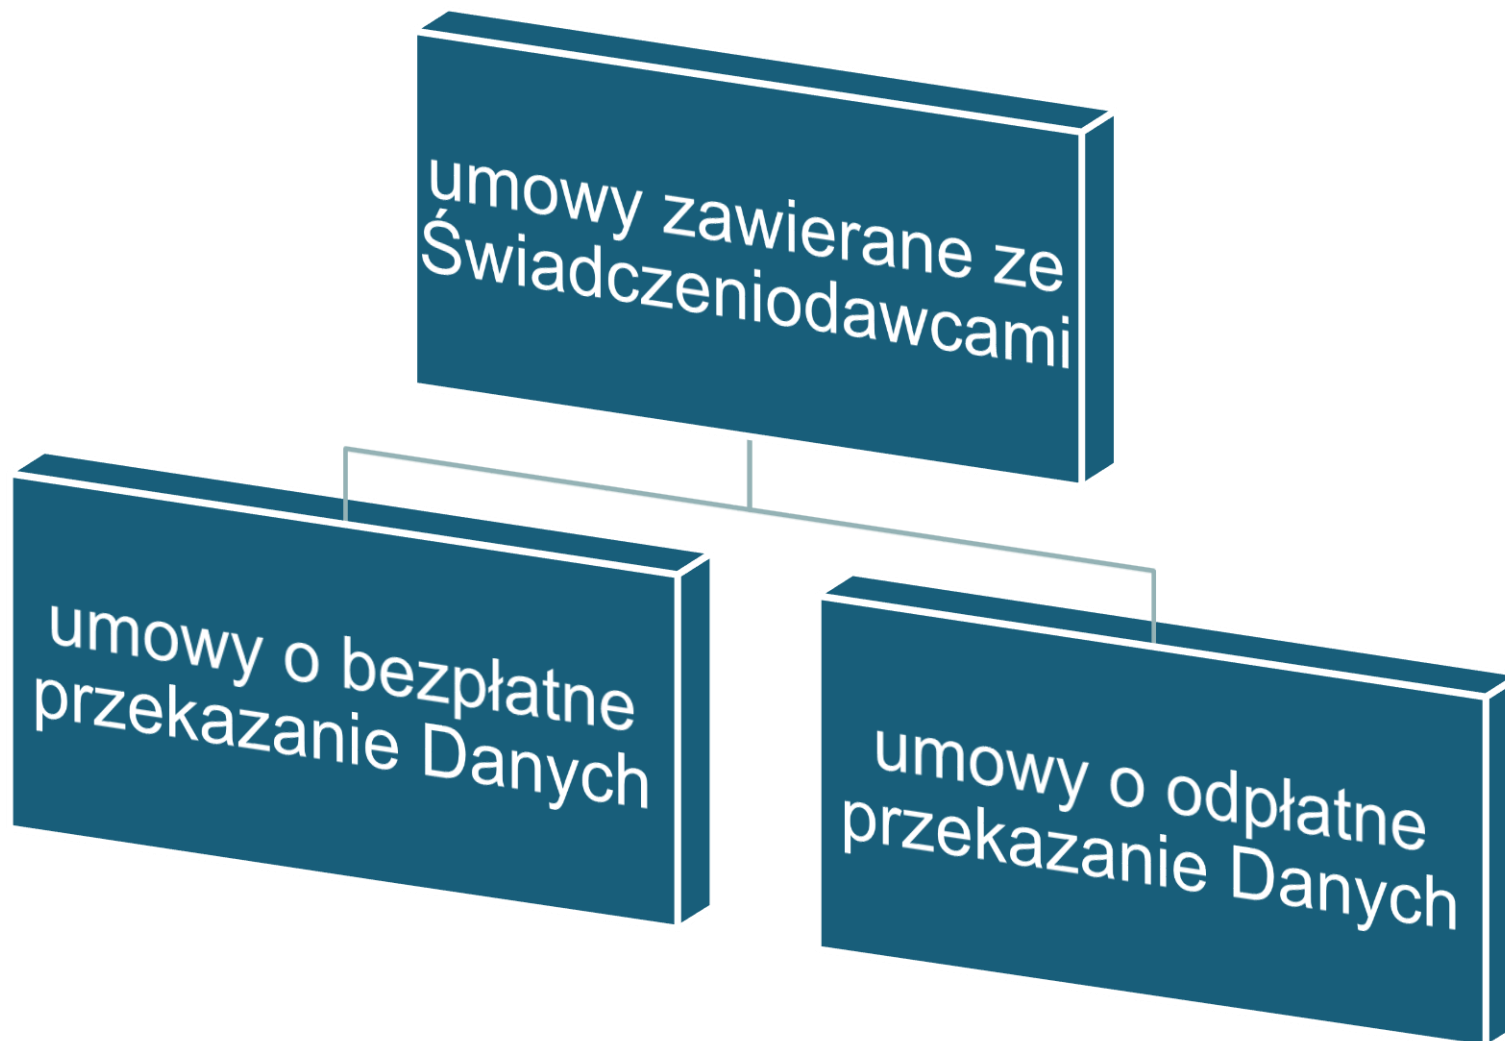 umowy zawierane ze
Świadczeniodawcami
umowy o bezpłatne
przekazanie Danych
umowy o odpłatne
przekazanie Danych